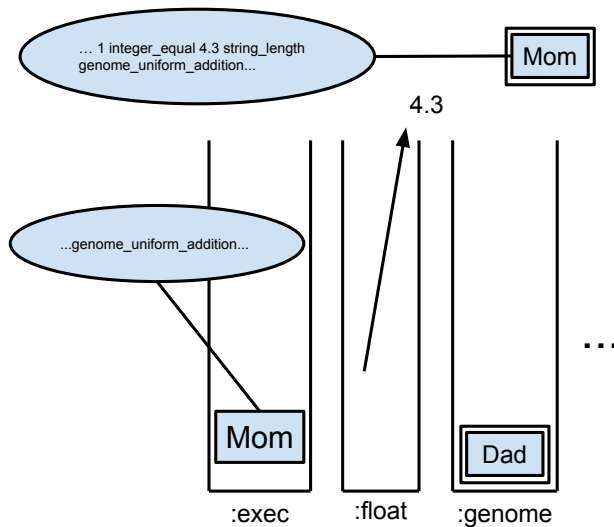 … 1 integer_equal 4.3 string_length
genome_uniform_addition...
Mom
4.3
...genome_uniform_addition...
...
Mom
Dad
:exec
:float
:genome